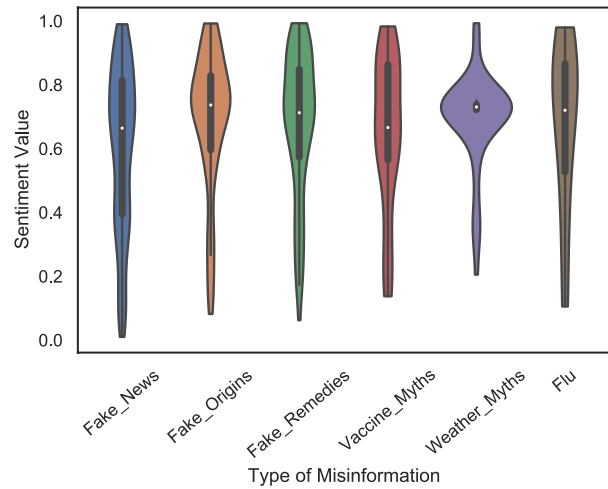 1.0
0.8
0.6
0.4
0.2
0.0
Sentiment Value
Fake_News
Fake_Origins
Fake_Remedies
Vaccine_Myths
Weather_Myths
Flu
Type of Misinformation